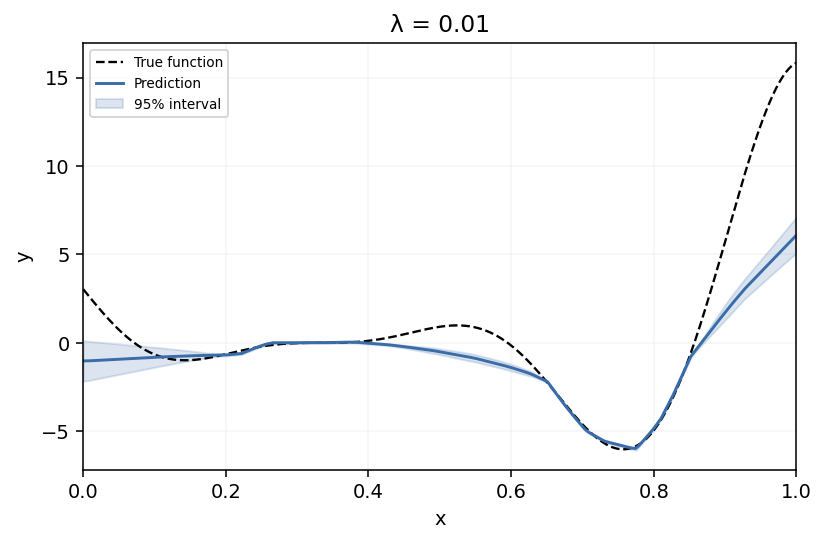 λ = 0.01
True function
Prediction
95% interval
15
10
5
0
−5
y
0.0 0.2 0.4 0.6 0.8 1.0
x